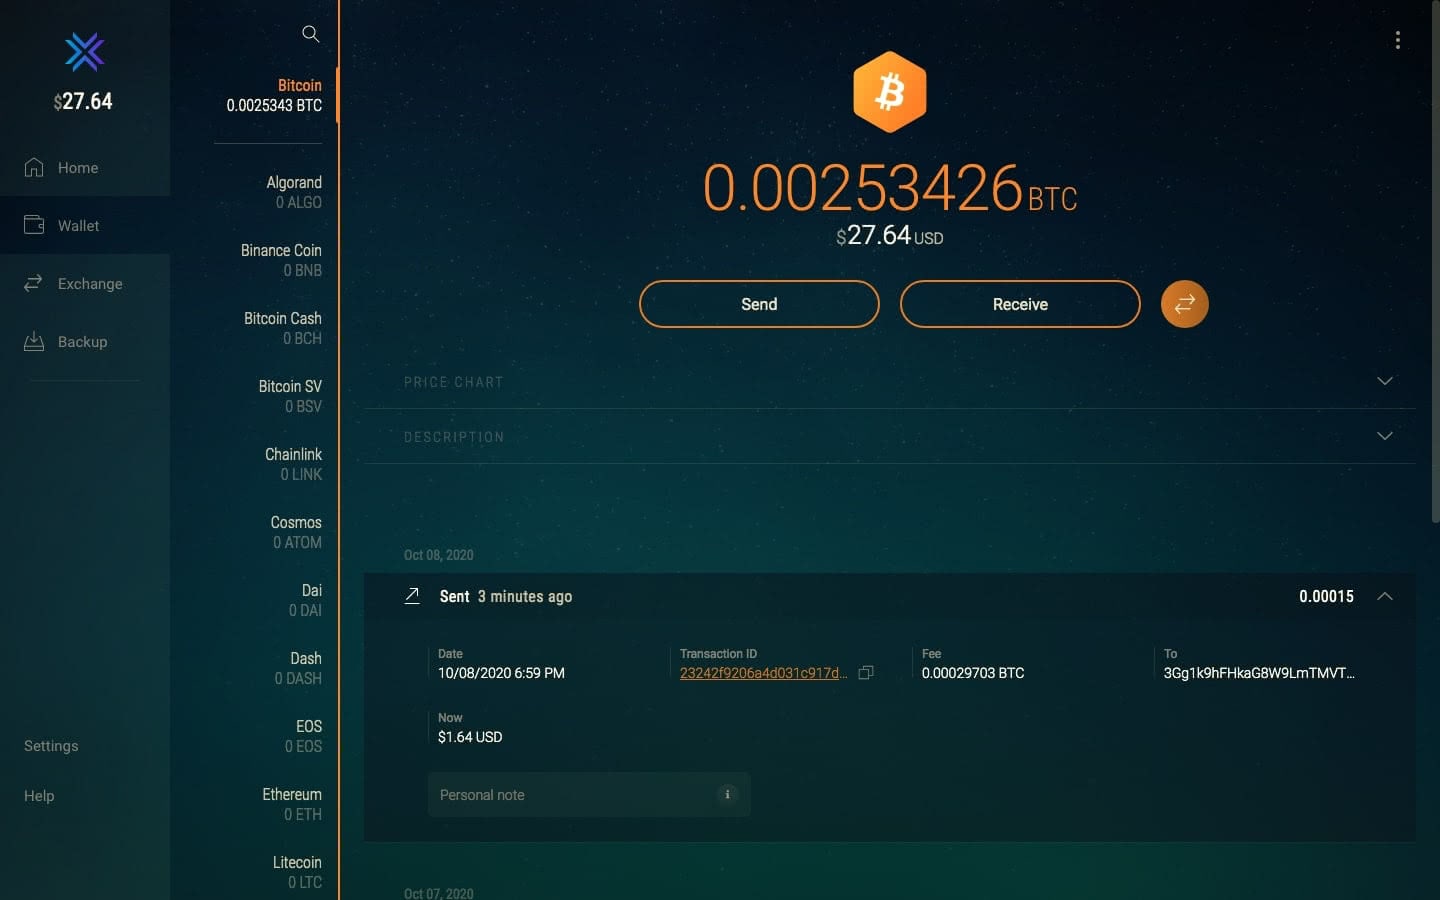 $27.64
Home
Wallet
Exchange
Backup
Settings
Help
Bitcoin
0.0025343 BTC
Algorand
0 ALGO
Binance Coin
0 BNB
Bitcoin Cash
0 BCH
Bitcoin SV
0 BSV
Chainlink
0 LINK
Cosmos
0 ATOM
Dai
0 DAI
Dash
0 DASH
EOS
0 EOS
Ethereum
0 ETH
Litecoin
0 LTC
0.00253426 BTC
$27.64 USD
Send
Receive
PRICE CHART
DESCRIPTION
Oct 08, 2020
Sent 3 minutes ago 0.00015
Date
10/08/2020 6:59 PM
Transaction ID
23242f9206a4d031c917d...
Fee
0.00029703 BTC
To
3Gg1k9hFHkaG8W9LmTMVT...
Now
$1.64 USD
Personal note
Oct 07, 2020